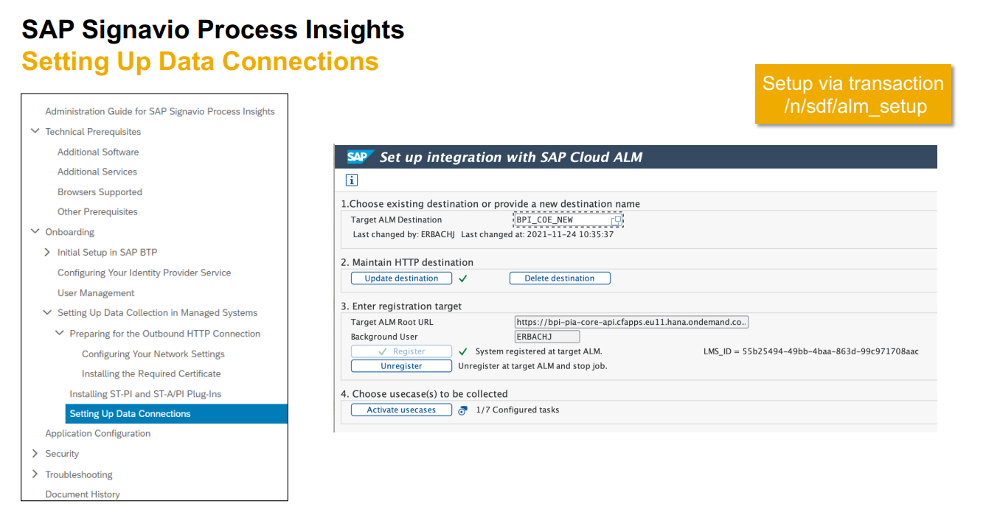 SAP Signavio Process Insights
Setting Up Data Connections
Setup via transaction
/n/sdf/alm_setup
Administration Guide for SAP Signavio Process Insights
Technical Prerequisites
Additional Software
Additional Services
Browsers Supported
Other Prerequisites
Onboarding
Initial Setup in SAP BTP
Configuring Your Identity Provider Service
User Management
Setting Up Data Collection in Managed Systems
Preparing for the Outbound HTTP Connection
Configuring Your Network Settings
Installing the Required Certificate
Installing ST-PI and ST-A/PI Plug-Ins
Setting Up Data Connections
Application Configuration
Security
Troubleshooting
Document History
SAP Set up integration with SAP Cloud ALM
i
1.Choose existing destination or provide a new destination name
Target ALM Destination BPI_COE_NEW
Last changed by: ERBACHJ Last changed at: 2021-11-24 10:35:37
2. Maintain HTTP destination
Update destination Delete destination
3. Enter registration target
Target ALM Root URL https://bpi-pia-core-api.cfapps.eu11.hana.ondemand.co...
Background User ERBACHJ
Register System registered at target ALM. LMS_ID = 55b25494-49bb-4baa-863d-99c971708aac
Unregister Unregister at target ALM and stop job.
4. Choose usecase(s) to be collected
Activate usecases 1/7 Configured tasks